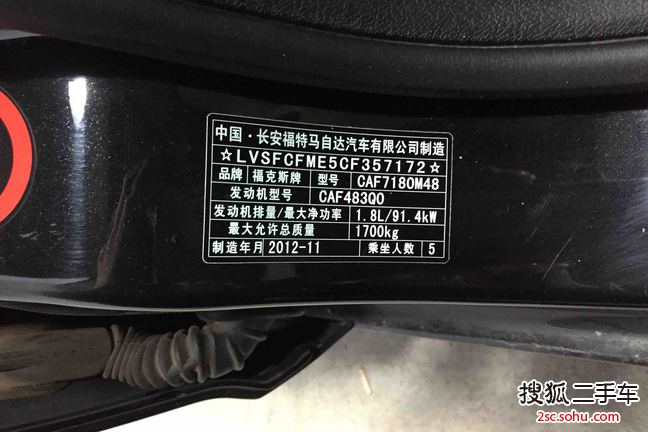 中国·长安福特马自达汽车有限公司制造
☆LVSFCFME5CF357172☆
品牌 福克斯牌 型号 CAF7180M48
发动机型号 CAF483Q0
发动机排量/最大净功率 1.8L/91.4kW
最大允许总质量 1700kg
制造年月 2012-11 乘坐人数 5
搜狐二手车
2sc.sohu.com